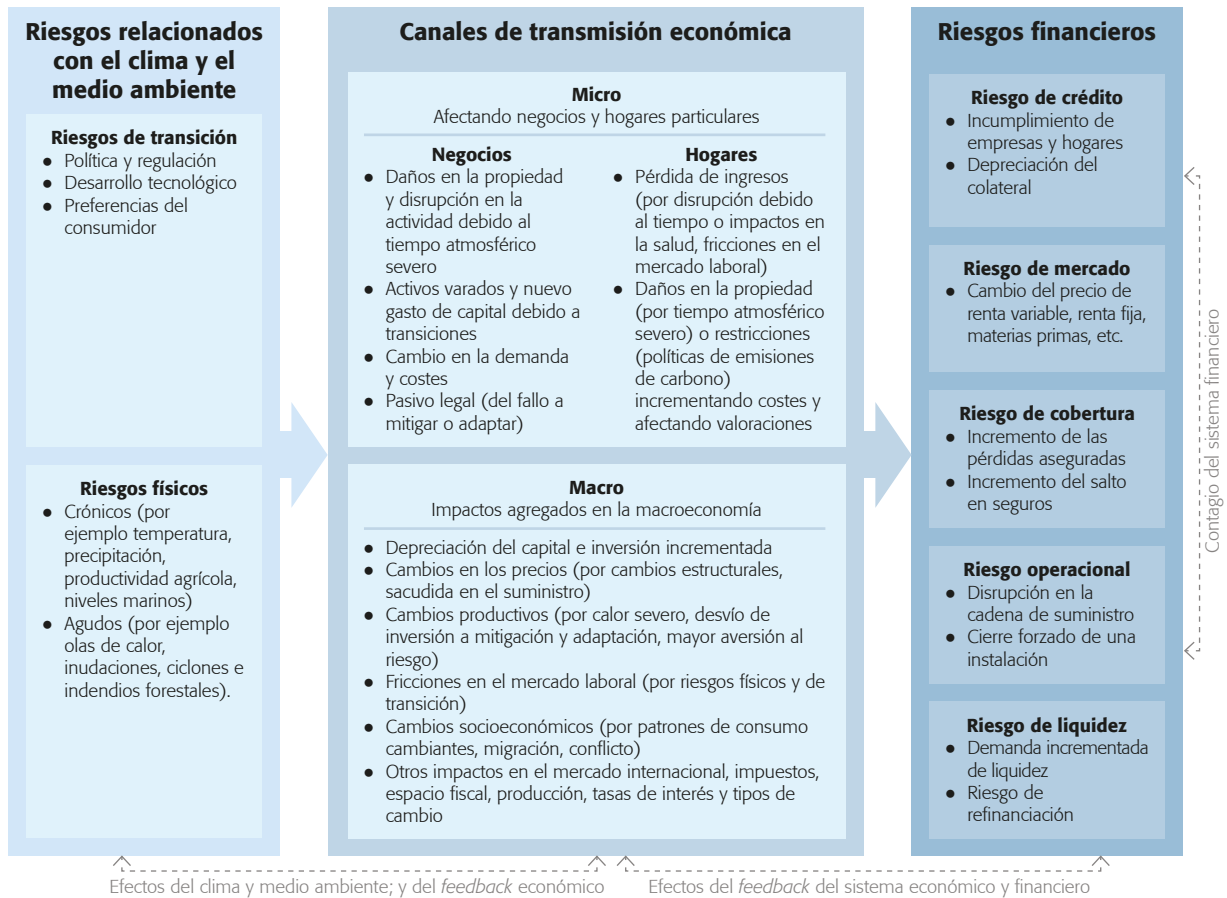 Riesgos relacionados
con el clima y el
medio ambiente
Riesgos de transición
● Política y regulación
● Desarrollo tecnológico
● Preferencias del
consumidor
Riesgos físicos
● Crónicos (por
ejemplo temperatura,
precipitación,
productividad agrícola,
niveles marinos)
● Agudos (por ejemplo
olas de calor,
inudaciones, ciclones e
indendios forestales).
Canales de transmisión económica
Micro
Afectando negocios y hogares particulares
Negocios
● Daños en la propiedad
y disrupción en la
actividad debido al
tiempo atmosférico
severo
● Activos varados y nuevo
gasto de capital debido a
transiciones
● Cambio en la demanda
y costes
● Pasivo legal (del fallo a
mitigar o adaptar)
Hogares
● Pérdida de ingresos
(por disrupción debido
al tiempo o impactos en
la salud, fricciones en el
mercado laboral)
● Daños en la propiedad
(por tiempo atmosférico
severo) o restricciones
(políticas de emisiones
de carbono)
incrementando costes y
afectando valoraciones
Macro
Impactos agregados en la macroeconomía
● Depreciación del capital e inversión incrementada
● Cambios en los precios (por cambios estructurales,
sacudida en el suministro)
● Cambios productivos (por calor severo, desvío de
inversión a mitigación y adaptación, mayor aversión al
riesgo)
● Fricciones en el mercado laboral (por riesgos físicos y de
transición)
● Cambios socioeconómicos (por patrones de consumo
cambiantes, migración, conflicto)
● Otros impactos en el mercado internacional, impuestos,
espacio fiscal, producción, tasas de interés y tipos de
cambio
Riesgos financieros
Riesgo de crédito
● Incumplimiento de
empresas y hogares
● Depreciación del
colateral
Riesgo de mercado
● Cambio del precio de
renta variable, renta fija,
materias primas, etc.
Riesgo de cobertura
● Incremento de las
pérdidas aseguradas
● Incremento del salto
en seguros
Riesgo operacional
● Disrupción en la
cadena de suministro
● Cierre forzado de una
instalación
Riesgo de liquidez
● Demanda incrementada
de liquidez
● Riesgo de
refinanciación
Contagio del sistema financiero
Efectos del clima y medio ambiente; y del feedback económico
Efectos del feedback del sistema económico y financiero